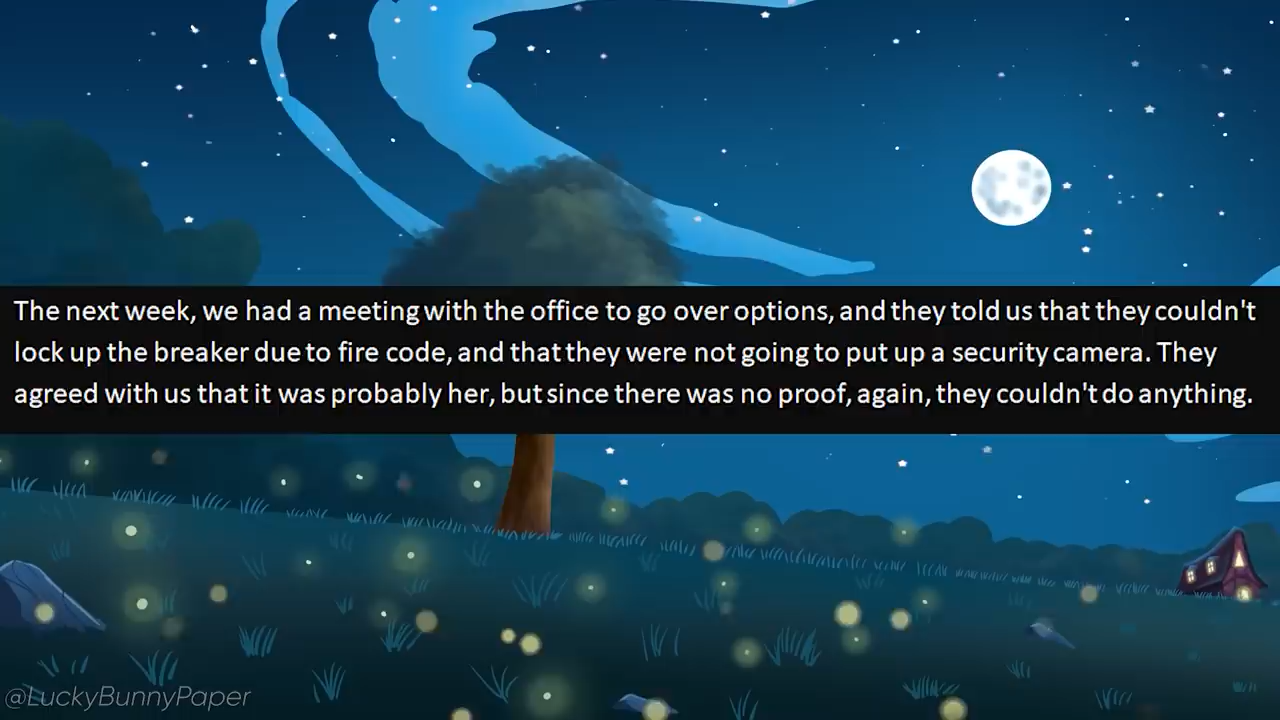 The next week, we had a meeting with the office to go over options, and they told us that they couldn't
lock up the breaker due to fire code, and that they were not going to put up a security camera. They
agreed with us that it was probably her, but since there was no proof, again, they couldn't do anything.
@LuckyBunnyPaper